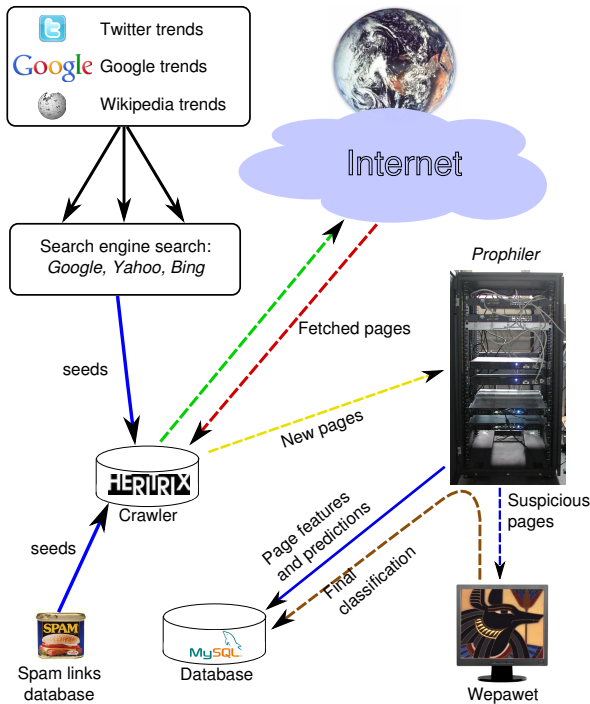 Twitter trends
Google
Google trends
Wikipedia trends
Internet
Search engine search:
Google, Yahoo, Bing
Prophiler
Fetched pages
seeds
New pages
HERITRIX
Crawler
Suspicious
pages
Page features
and predictions
Final
classification
seeds
SPAM
MySQL
Spam links
database
Database
Wepawet